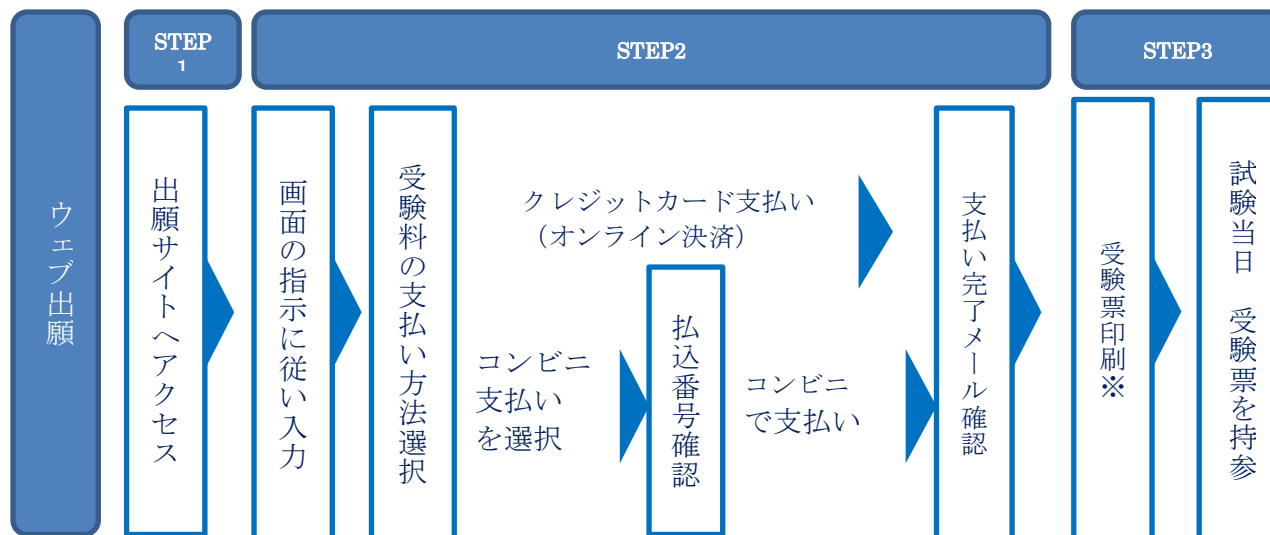 ウェブ出願
STEP
1
STEP2
STEP3
出願サイトへアクセス
画面の指示に従い入力
受験料の支払い方法選択
クレジットカード支払い
（オンライン決済）
コンビニ
支払い
を選択
払込番号確認
コンビニ
で支払い
支払い完了メール確認
受験票印刷※
試験当日　受験票を持参